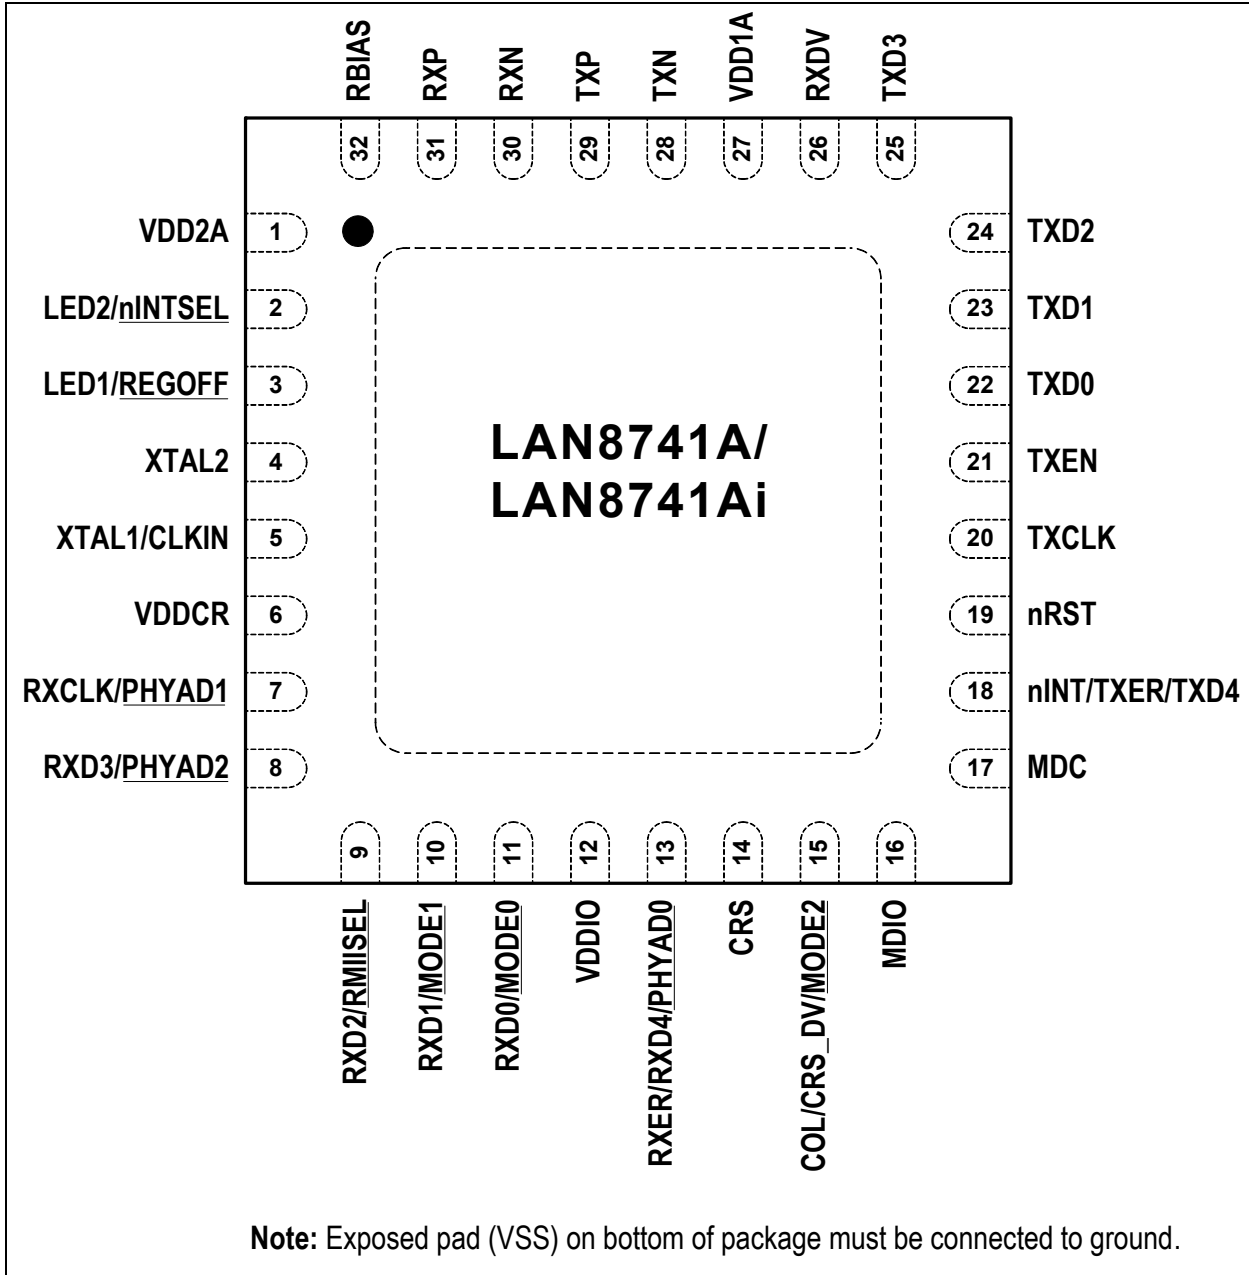 RBIAS
RXP
RXN
TXP
TXN
VDD1A
RXDV
TXD3
32
31
30
29
28
27
26
25
VDD2A 1
LED2/nINTSEL 2
LED1/REGOFF 3
XTAL2 4
XTAL1/CLKIN 5
VDDCR 6
RXCLK/PHYAD1 7
RXD3/PHYAD2 8
LAN8741A/
LAN8741Ai
24 TXD2
23 TXD1
22 TXD0
21 TXEN
20 TXCLK
19 nRST
18 nINT/TXER/TXD4
17 MDC
9
10
11
12
13
14
15
16
RXD2/RMIISEL
RXD1/MODE1
RXD0/MODE0
VDDIO
RXER/RXD4/PHYAD0
CRS
COL/CRS_DV/MODE2
MDIO
Note: Exposed pad (VSS) on bottom of package must be connected to ground.